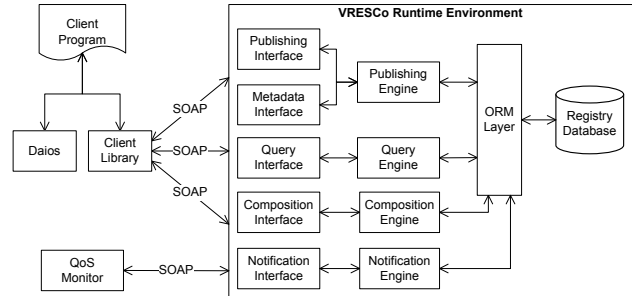 Client
Program
VRESCo Runtime Environment
Publishing
Interface
Publishing
Engine
ORM
Layer
Registry
Database
SOAP
Metadata
Interface
Daios
Client
Library
SOAP
Query
Interface
Query
Engine
SOAP
Composition
Interface
Composition
Engine
QoS
Monitor
SOAP
Notification
Interface
Notification
Engine